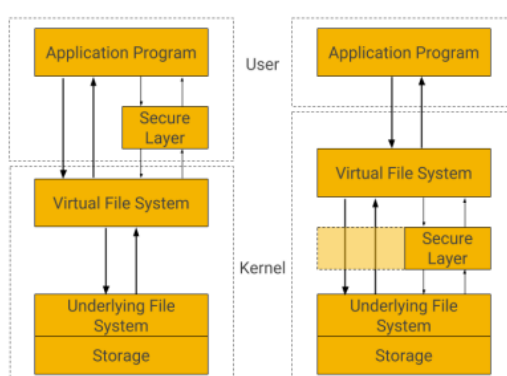 Application Program
Secure
Layer
Virtual File System
Underlying File
System
Storage
User
Kernel
Application Program
Virtual File System
Secure
Layer
Underlying File
System
Storage